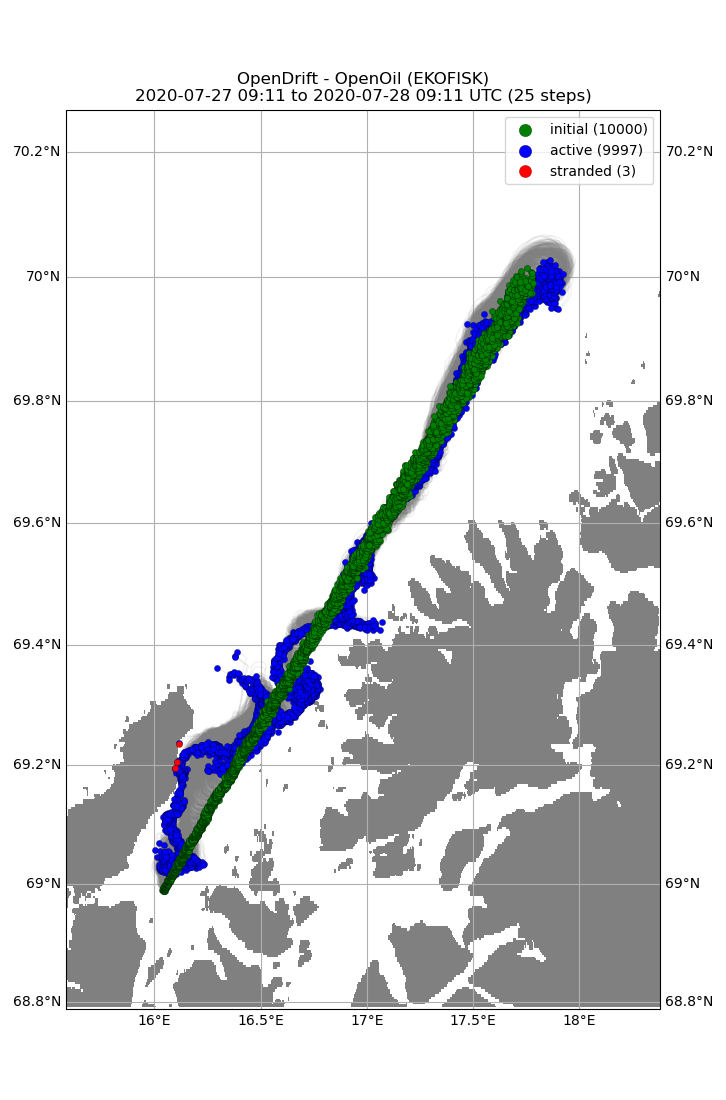 OpenDrift - OpenOil (EKOFISK)
2020-07-27 09:11 to 2020-07-28 09:11 UTC (25 steps)
initial (10000)
active (9997)
stranded (3)
70.2°N
70.2°N
70°N
70°N
69.8°N
69.8°N
69.6°N
69.6°N
69.4°N
69.4°N
69.2°N
69.2°N
69°N
69°N
68.8°N
68.8°N
16°E
16.5°E
17°E
17.5°E
18°E